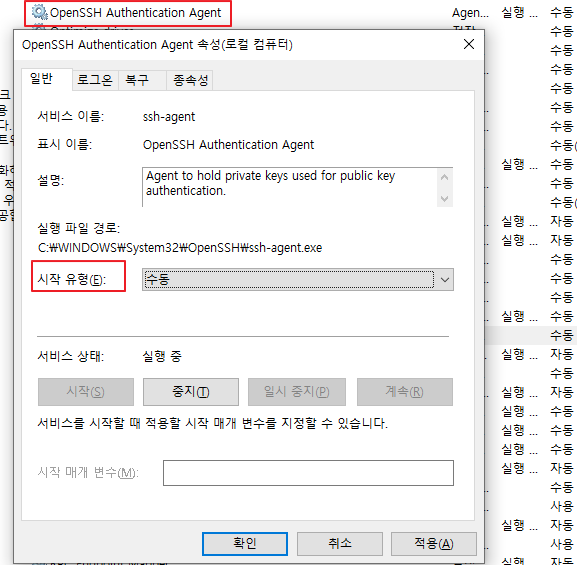 OpenSSH Authentication Agent
Agen...
실행 ...
수동
OpenSSH Authentication Agent 속성(로컬 컴퓨터)
일반
로그온
복구
종속성
서비스 이름:
ssh-agent
표시 이름:
OpenSSH Authentication Agent
설명:
Agent to hold private keys used for public key
authentication.
실행 파일 경로:
C:₩WINDOWS₩System32₩OpenSSH₩ssh-agent.exe
시작 유형(E):
수동
서비스 상태:
실행 중
시작(S)
중지(T)
일시 중지(P)
계속(R)
서비스를 시작할 때 적용할 시작 매개 변수를 지정할 수 있습니다.
시작 매개 변수(M):
확인
취소
적용(A)
수동
수동
수동
수동
수동
수동
수동(
실행 ...
수동
수동
수동(
실행 ...
자동
실행 ...
자동
수동
수동
수동
실행 ...
수동
수동
실행 ...
자동
수동
실행 ...
자동
실행 ...
수동
실행 ...
수동
실행 ...
수동
실행 ...
자동
수동
사용
실행 ...
자동
사용
실행 ...
자동